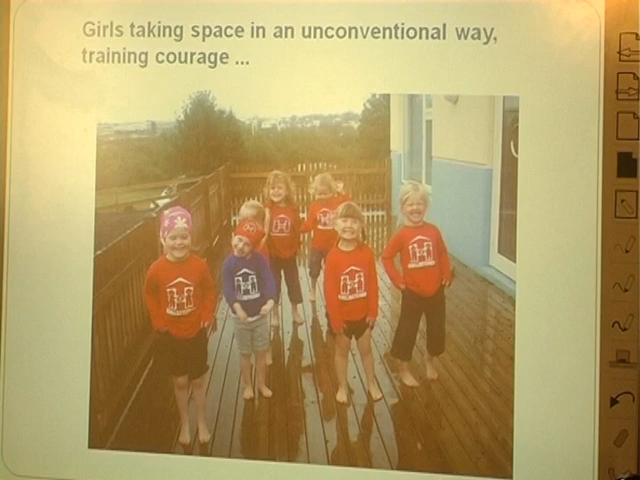 Girls taking space in an unconventional way,
training courage ...